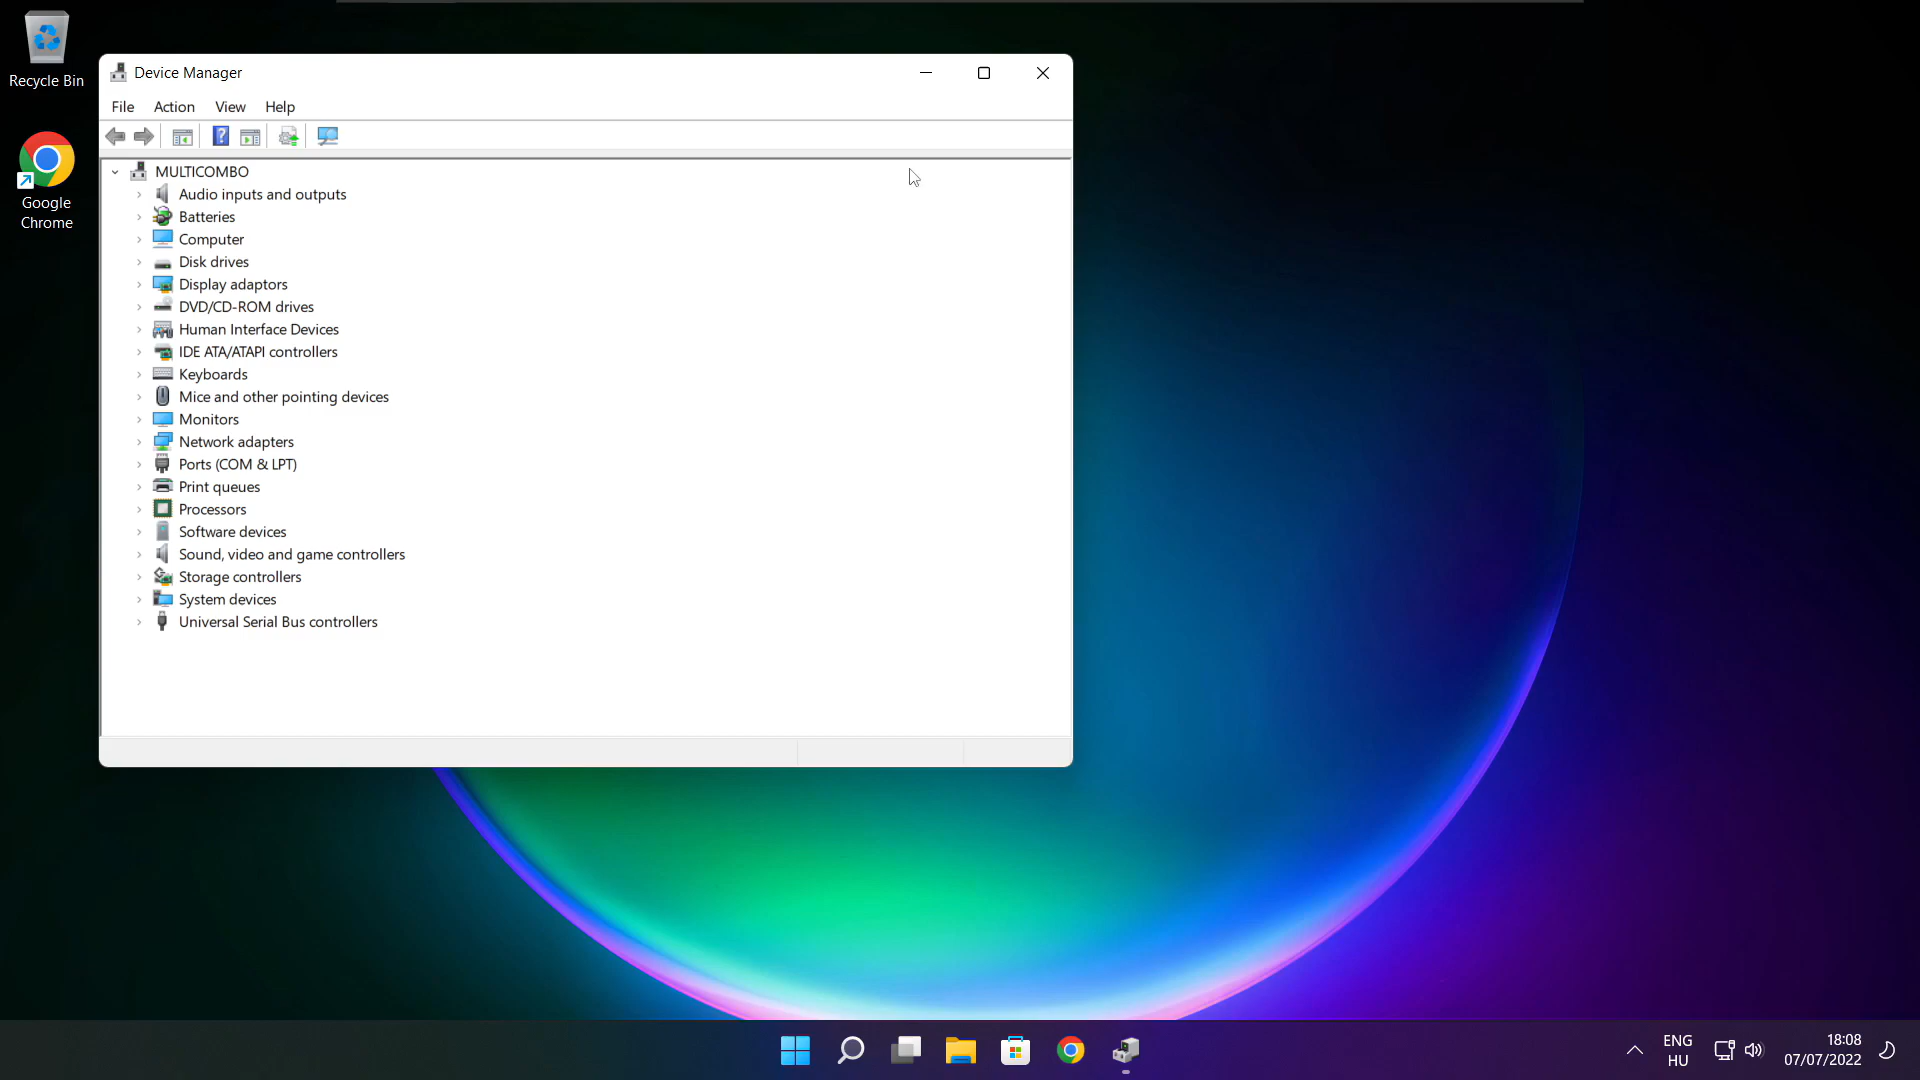 Recycle Bin
Google
Chrome
Device Manager
File Action View Help
MULTICOMBO
Audio inputs and outputs
Batteries
Computer
Disk drives
Display adaptors
DVD/CD-ROM drives
Human Interface Devices
IDE ATA/ATAPI controllers
Keyboards
Mice and other pointing devices
Monitors
Network adapters
Ports (COM & LPT)
Print queues
Processors
Software devices
Sound, video and game controllers
Storage controllers
System devices
Universal Serial Bus controllers
ENG
HU
18:08
07/07/2022